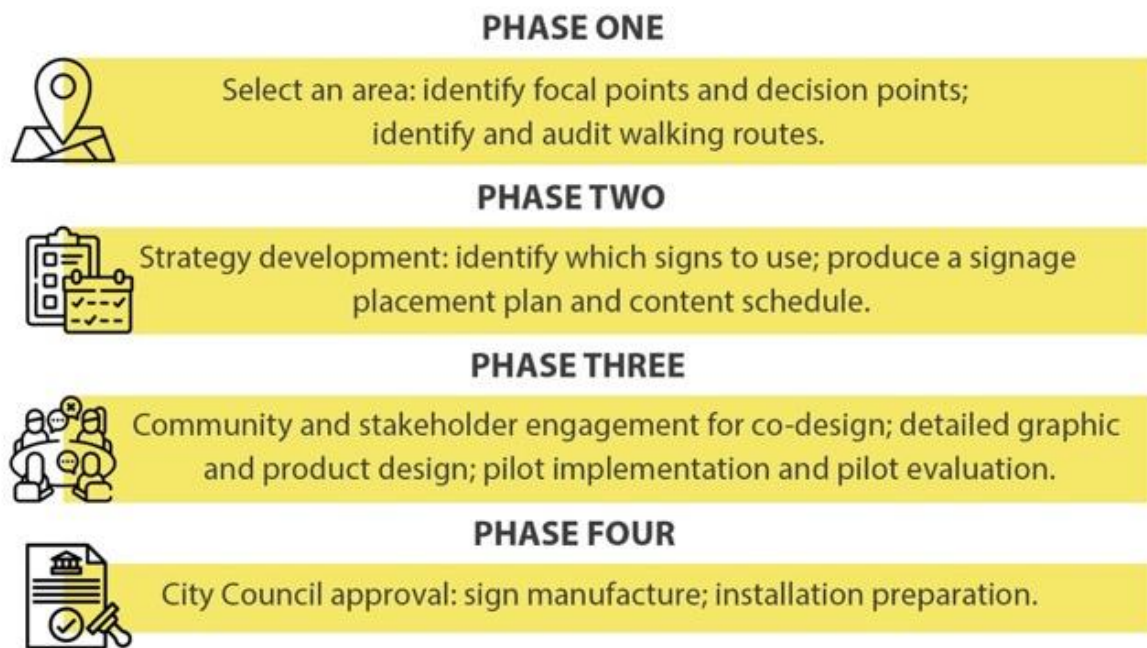 PHASE ONE
Select an area: identify focal points and decision points;
identify and audit walking routes.
PHASE TWO
Strategy development: identify which signs to use; produce a signage
placement plan and content schedule.
PHASE THREE
Community and stakeholder engagement for co-design; detailed graphic
and product design; pilot implementation and pilot evaluation.
PHASE FOUR
City Council approval: sign manufacture; installation preparation.